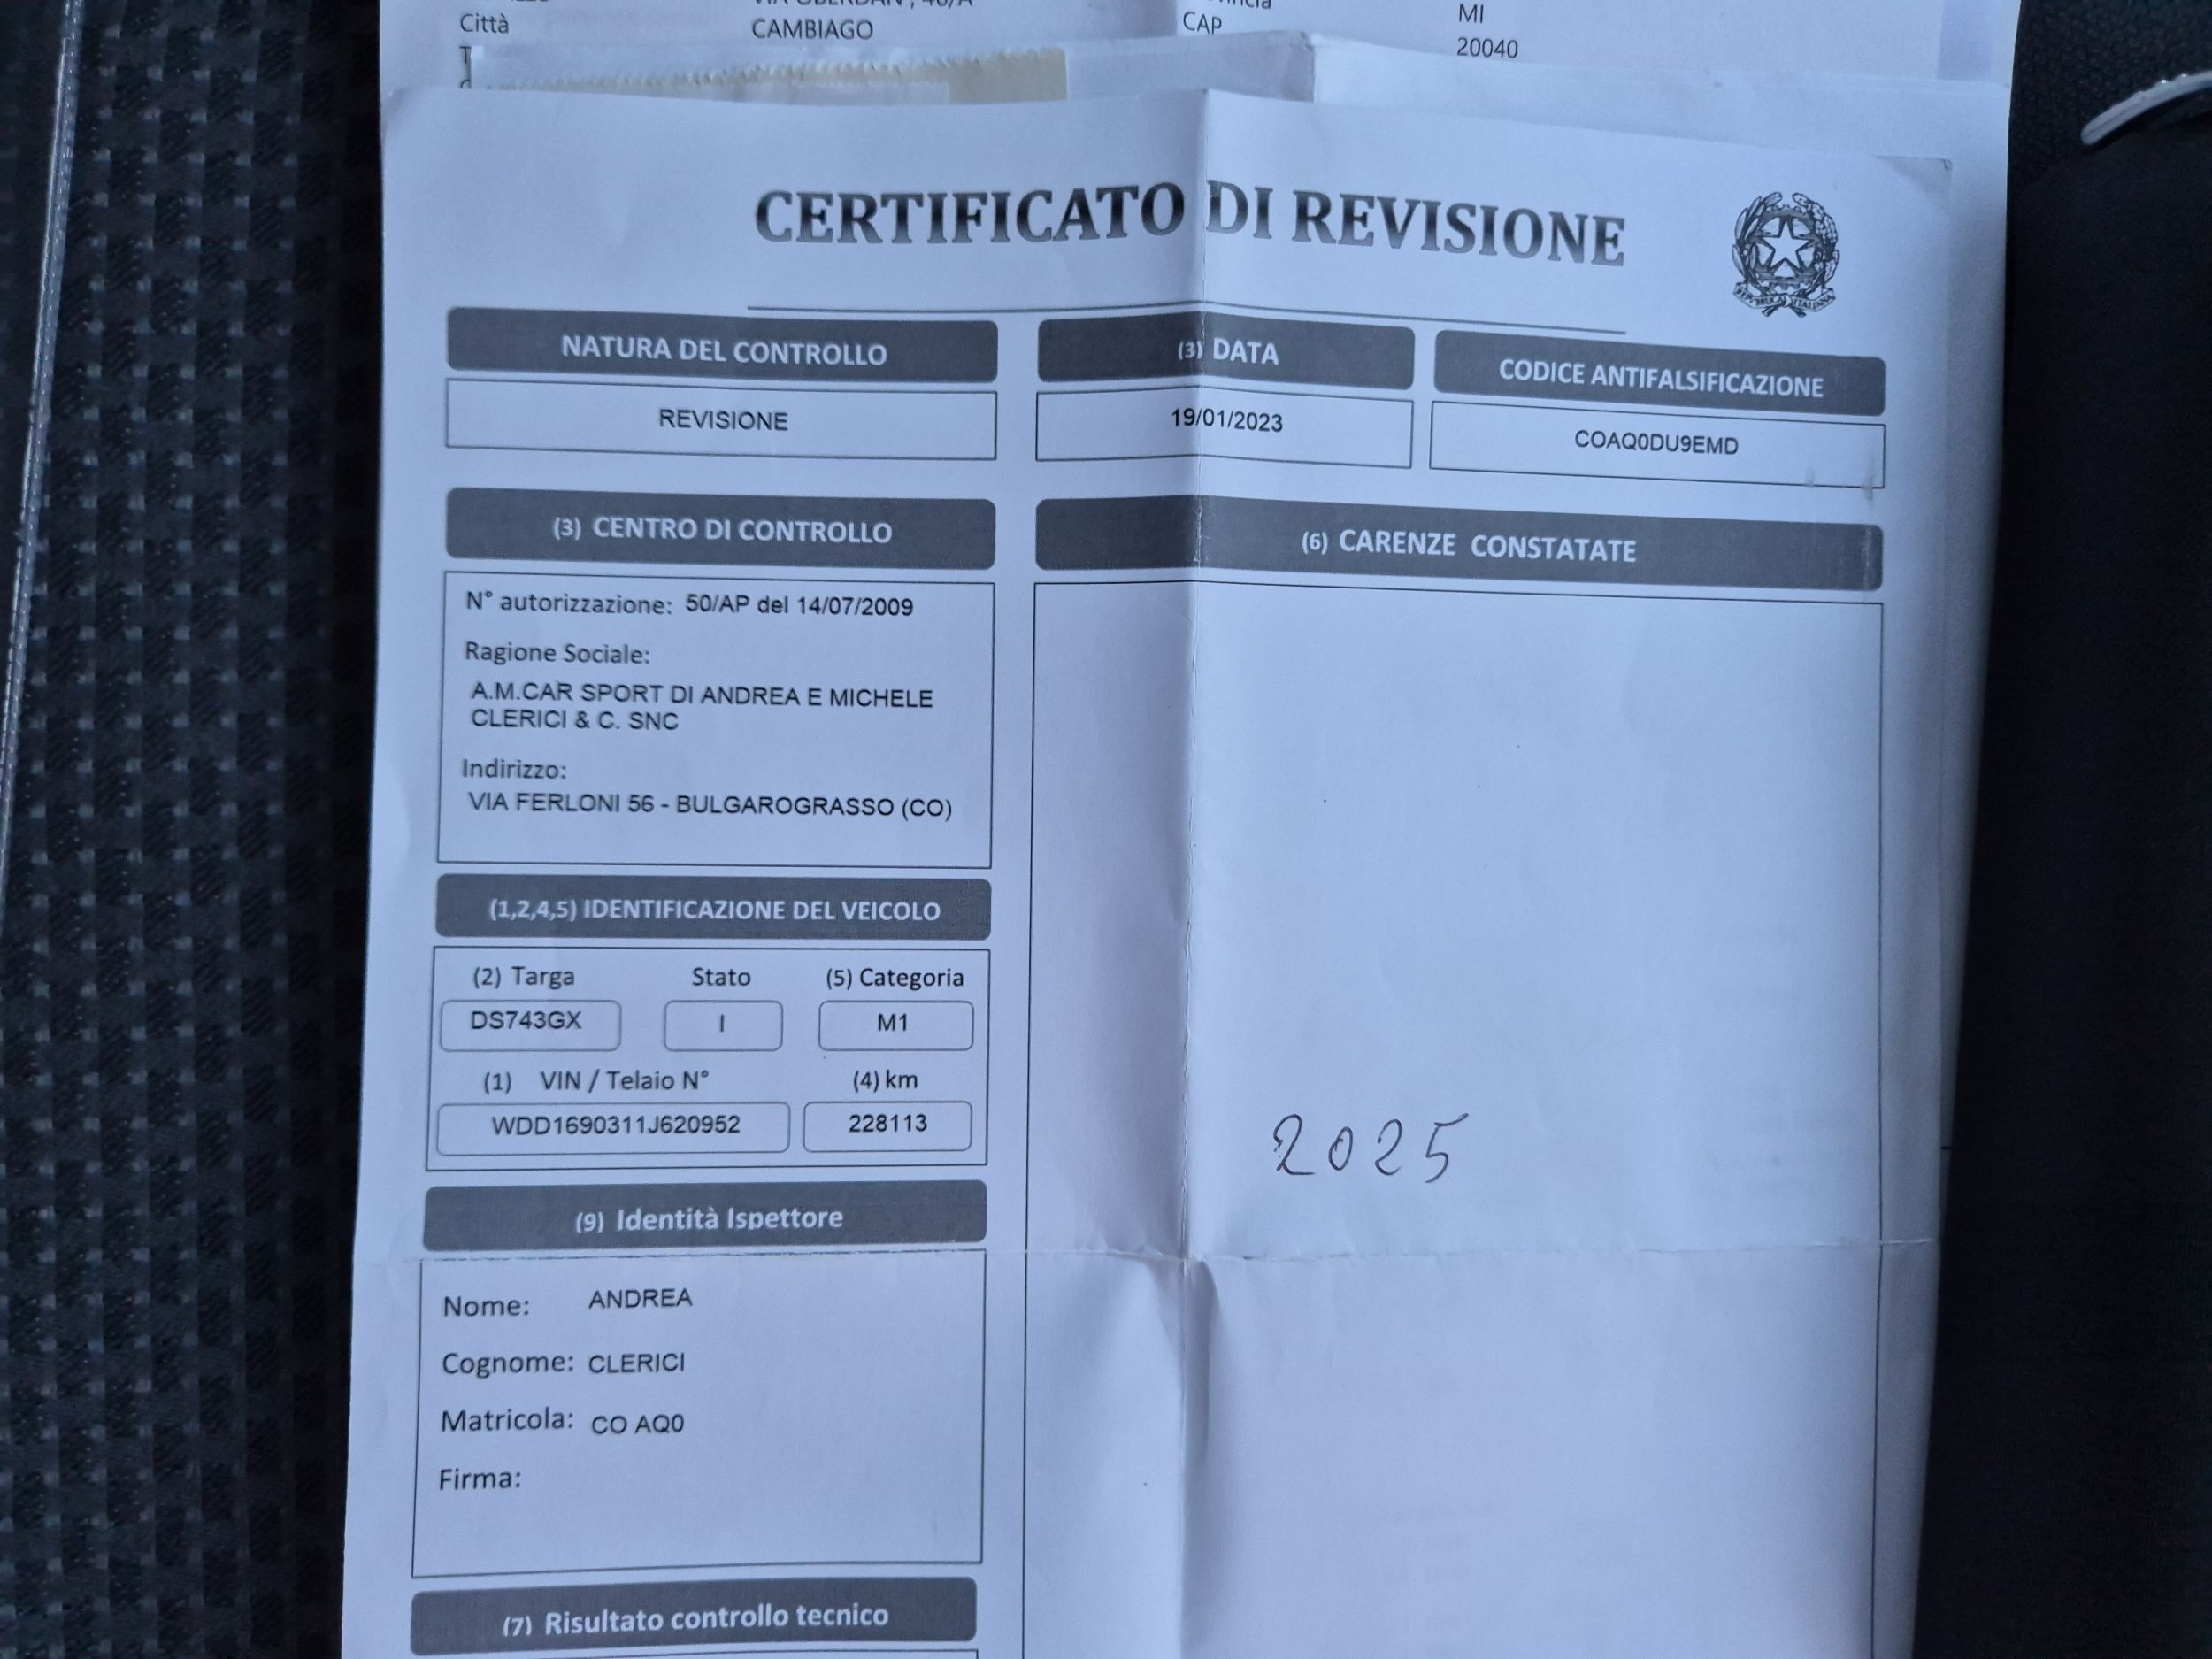 Città
CAMBIAGO
CAP
MI
20040
CERTIFICATO DI REVISIONE
NATURA DEL CONTROLLO
REVISIONE
(3) DATA
19/01/2023
CODICE ANTIFALSIFICAZIONE
COAQ0DU9EMD
(3) CENTRO DI CONTROLLO
N° autorizzazione: 50/AP del 14/07/2009
Ragione Sociale:
A.M.CAR SPORT DI ANDREA E MICHELE
CLERICI & C. SNC
Indirizzo:
VIA FERLONI 56 - BULGAROGRASSO (CO)
(6) CARENZE CONSTATATE
2025
(1,2,4,5) IDENTIFICAZIONE DEL VEICOLO
(2) Targa Stato (5) Categoria
DS743GX I M1
(1) VIN / Telaio N° (4) km
WDD1690311J620952 228113
(9) Identità Ispettore
Nome: ANDREA
Cognome: CLERICI
Matricola: CO AQ0
Firma:
(7) Risultato controllo tecnico